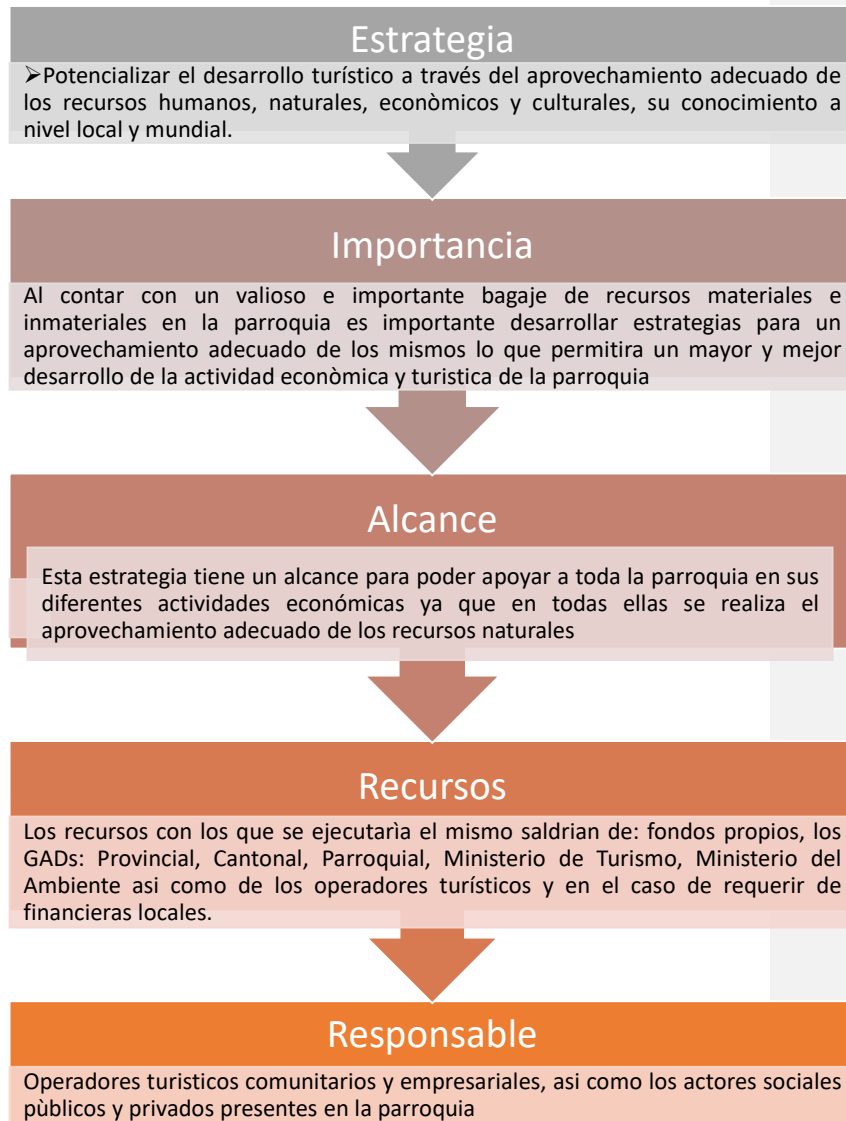 Estrategia
➢Potencializar el desarrollo turístico a través del aprovechamiento adecuado de
los recursos humanos, naturales, econòmicos y culturales, su conocimiento a
nivel local y mundial.
Importancia
Al contar con un valioso e importante bagaje de recursos materiales e
inmateriales en la parroquia es importante desarrollar estrategias para un
aprovechamiento adecuado de los mismos lo que permitira un mayor y mejor
desarrollo de la actividad econòmica y turistica de la parroquia
Alcance
Esta estrategia tiene un alcance para poder apoyar a toda la parroquia en sus
diferentes actividades económicas ya que en todas ellas se realiza el
aprovechamiento adecuado de los recursos naturales
Recursos
Los recursos con los que se ejecutarìa el mismo saldrian de: fondos propios, los
GADs: Provincial, Cantonal, Parroquial, Ministerio de Turismo, Ministerio del
Ambiente asi como de los operadores turísticos y en el caso de requerir de
financieras locales.
Responsable
Operadores turisticos comunitarios y empresariales, asi como los actores sociales
pùblicos y privados presentes en la parroquia